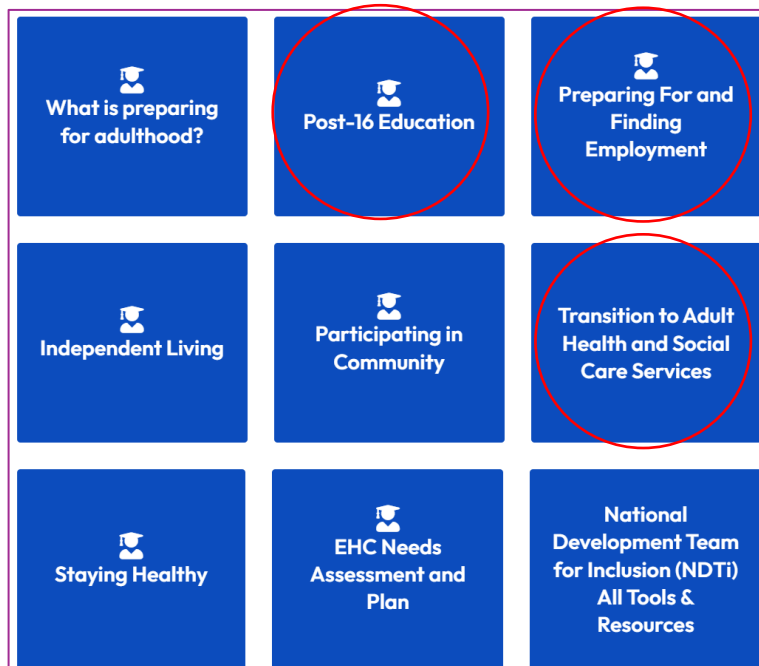 What is preparing
for adulthood?
Post-16 Education
Preparing For and
Finding
Employment
Independent Living
Participating in
Community
Transition to Adult
Health and Social
Care Services
Staying Healthy
EHC Needs
Assessment and
Plan
National
Development Team
for Inclusion (NDTi)
All Tools &
Resources